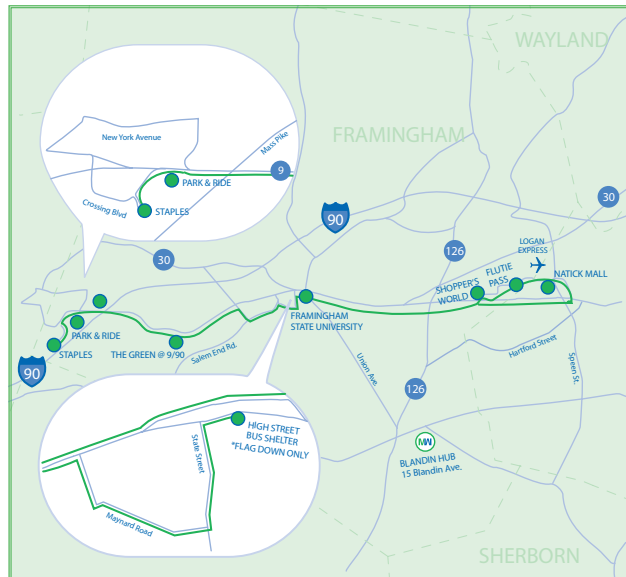 WAYLAND
FRAMINGHAM
New York Avenue
Mass Pike
9
PARK & RIDE
Crossing Blvd
STAPLES
90
30
30
126
LOGAN
EXPRESS
FLUTIE
PASS
SHOPPER'S
WORLD
NATICK MALL
FRAMINGHAM
STATE UNIVERSITY
PARK & RIDE
STAPLES
THE GREEN @ 9/90
Salem End Rd.
90
Union Ave.
Hartford Street
Speen St.
126
HIGH STREET
BUS SHELTER
*FLAG DOWN ONLY
State Street
Maynard Road
MW
BLANDIN HUB
15 Blandin Ave.
SHERBORN